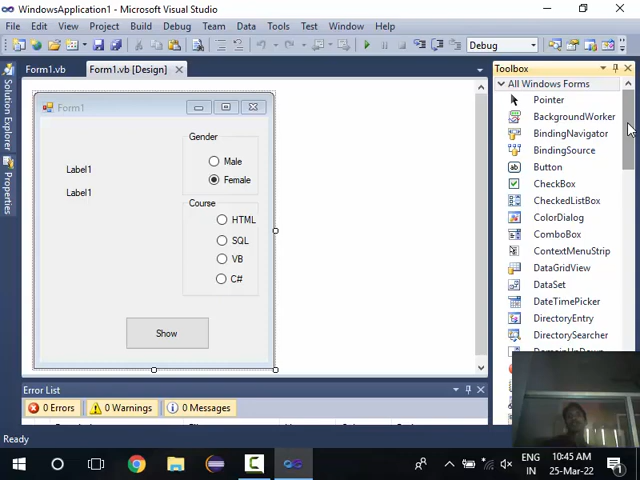 WindowsApplication1 - Microsoft Visual Studio
File Edit View Project Build Debug Team Data Tools Test Window Help
Debug
Form1.vb Form1.vb [Design]
Toolbox
All Windows Forms
Solution Explorer
Properties
Form1
Label1
Label1
Gender
Male
Female
Course
HTML
SQL
VB
C#
Show
Pointer
BackgroundWorker
BindingNavigator
BindingSource
Button
CheckBox
CheckedListBox
ColorDialog
ComboBox
ContextMenuStrip
DataGridView
DataSet
DateTimePicker
DirectoryEntry
DirectorySearcher
DomainUpDown
Error List
0 Errors 0 Warnings 0 Messages
Ready
ENG
IN
10:45 AM
25-Mar-22